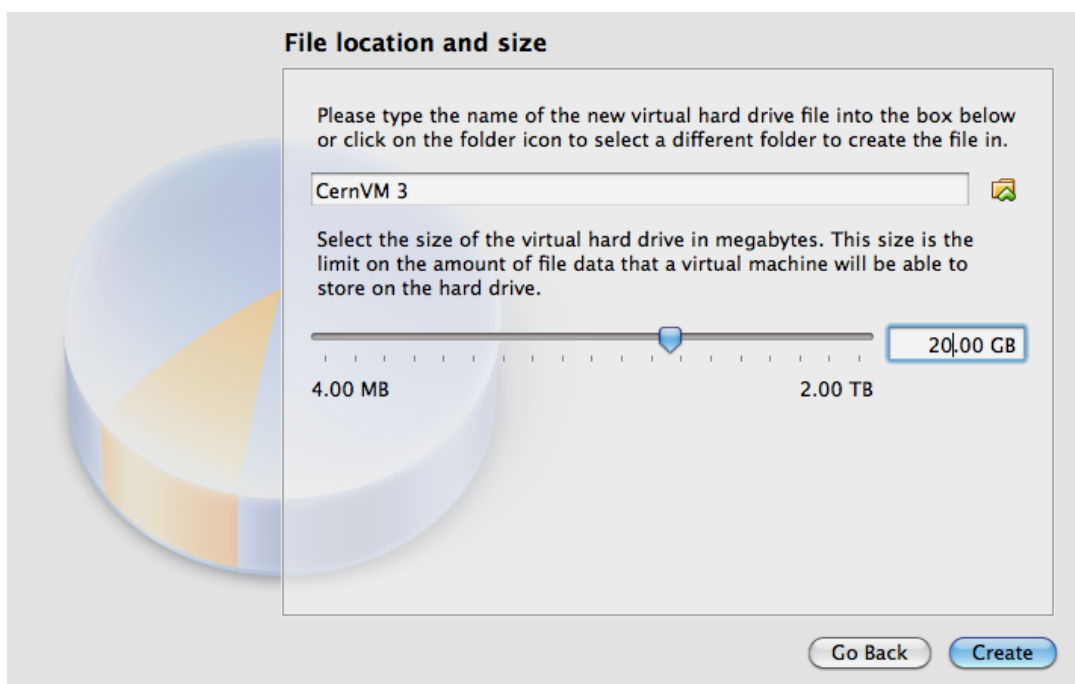 File location and size
Please type the name of the new virtual hard drive file into the box below
or click on the folder icon to select a different folder to create the file in.
CernVM 3
Select the size of the virtual hard drive in megabytes. This size is the
limit on the amount of file data that a virtual machine will be able to
store on the hard drive.
20.00 GB
4.00 MB 2.00 TB
Go Back Create